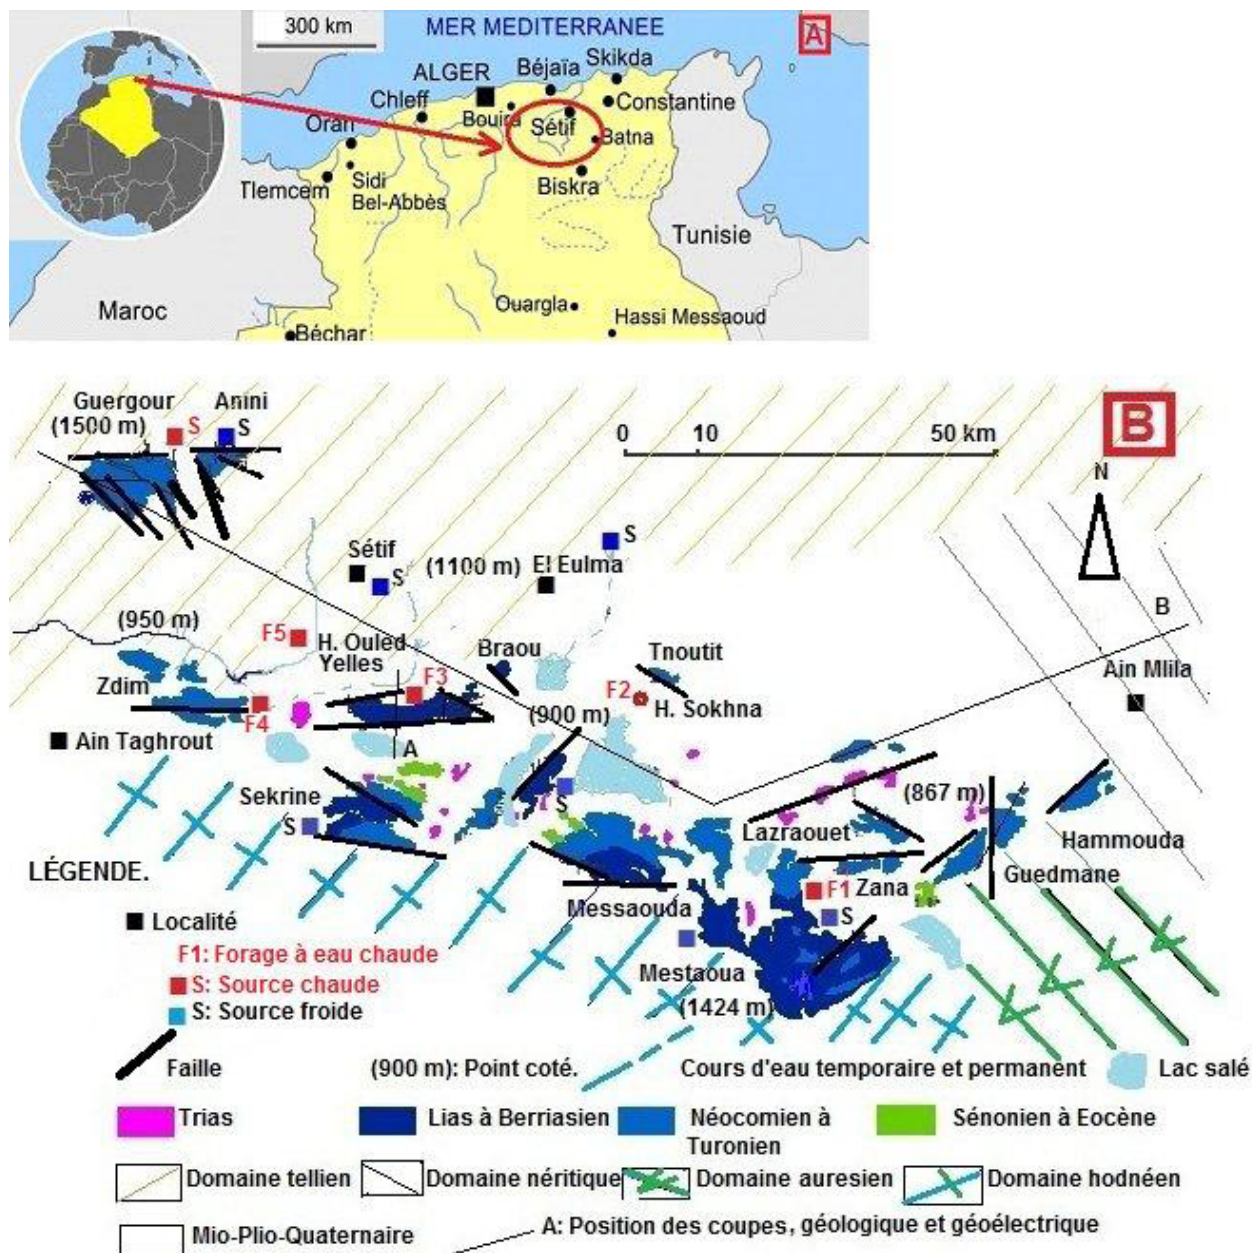 300 km
MER MEDITERRANEE
A
ALGER
Béjaïa
Skikda
Chleff
Bouira
Constantine
Oran
Sétif
Batna
Tlemcem
Sidi
Bel-Abbès
Biskra
Tunisie
Maroc
Ouargla
Hassi Messaoud
Béchar
Guergour
(1500 m)
S
Anini
S
B
0 10 50 km
N
Sétif
S
(1100 m)
El Eulma
S
B
(950 m)
F5
H. Ouled
Yelles
Braou
Tnoutit
Ain Mlila
Zdim
F4
F3
F2
H. Sokhna
(900 m)
Ain Taghrout
A
Sekrine
S
S
(867 m)
Lazraouet
Hammouda
Guedmane
LÉGENDE.
Messaouda
F1
Zana
S
Mestaoua
(1424 m)
Localité
F1: Forage à eau chaude
S: Source chaude
S: Source froide
Faille
(900 m): Point coté.
Cours d'eau temporaire et permanent
Lac salé
Trias
Lias à Berriasien
Néocomien à
Turonien
Sénonien à Eocène
Domaine tellien
Domaine néritique
Domaine auresien
Domaine hodnéen
Mio-Plio-Quaternaire
A: Position des coupes, géologique et géoélectrique